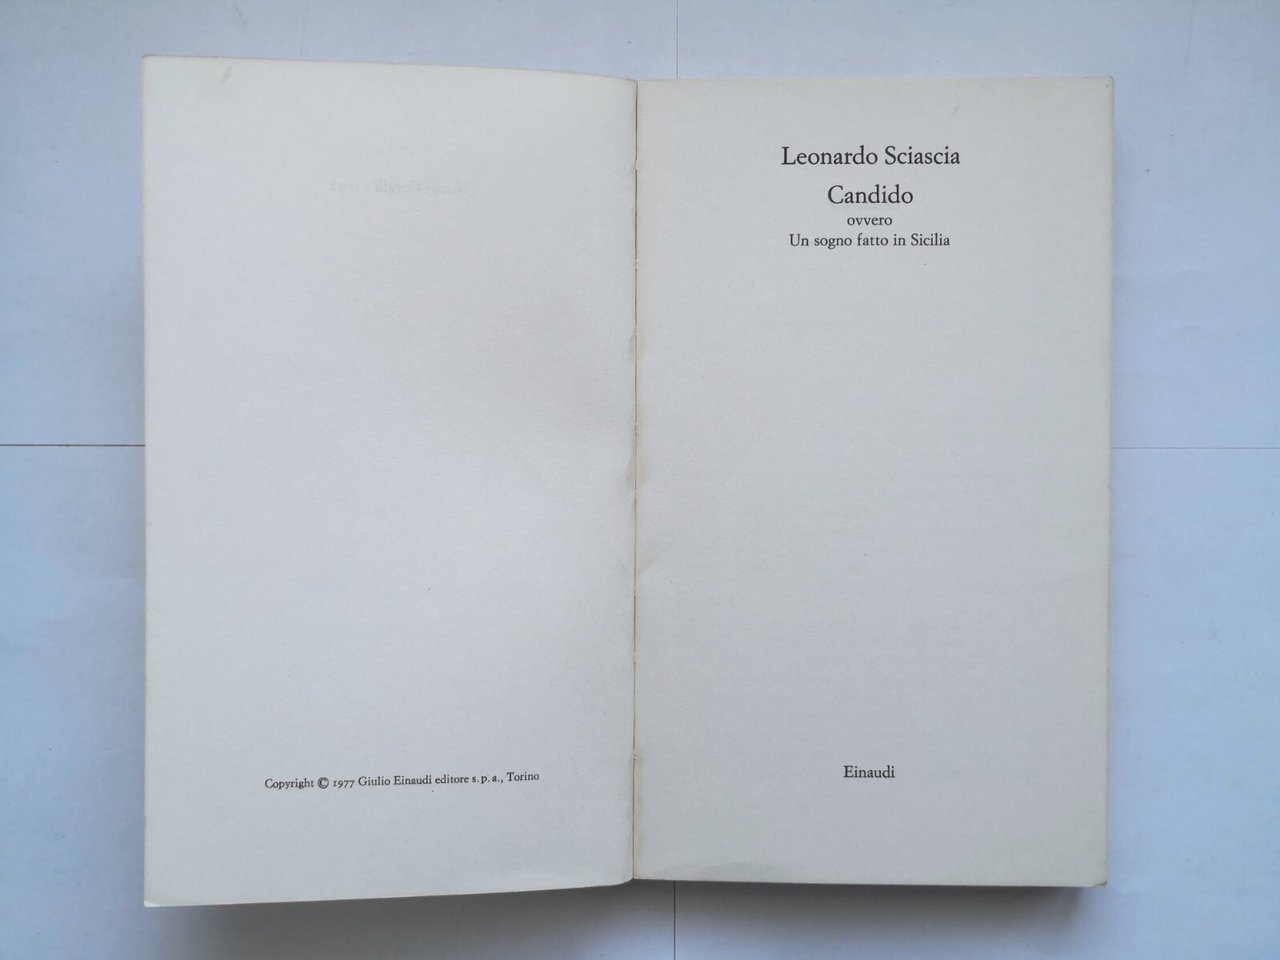 Copyright © 1977 Giulio Einaudi editore s.p.a., Torino
Leonardo Sciascia
Candido
ovvero
Un sogno fatto in Sicilia
Einaudi